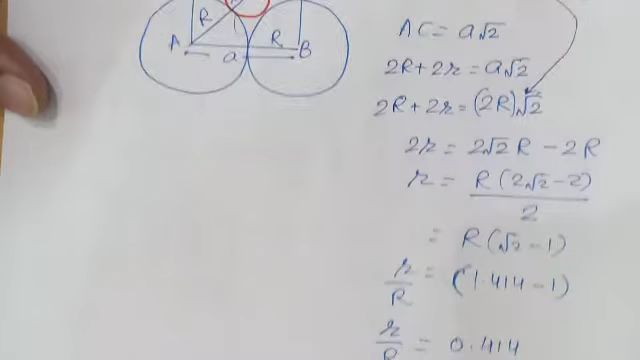 R
A a R B
AC = a√2
2R+2r = a√2
2R+2r = (2R)√2
2r = 2√2 R - 2R
r = R(2√2-2)
2
= R(√2-1)
r/R = (1.414-1)
r/R = 0.414